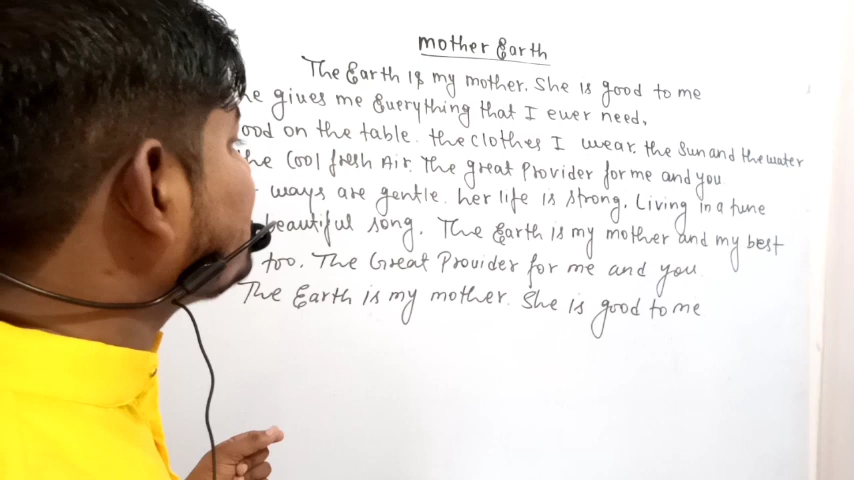 mother Earth
The Earth is my mother. She is good to me
he gives me Everything that I ever need.
ood on the table. the clothes I wear. the Sun and the water
the Cool fresh Air. The great Provider for me and you
ways are gentle. her life is strong. Living in a tune
beautiful song. The Earth is my mother and my best
too. The Great Provider for me and you.
The Earth is my mother. She is good to me